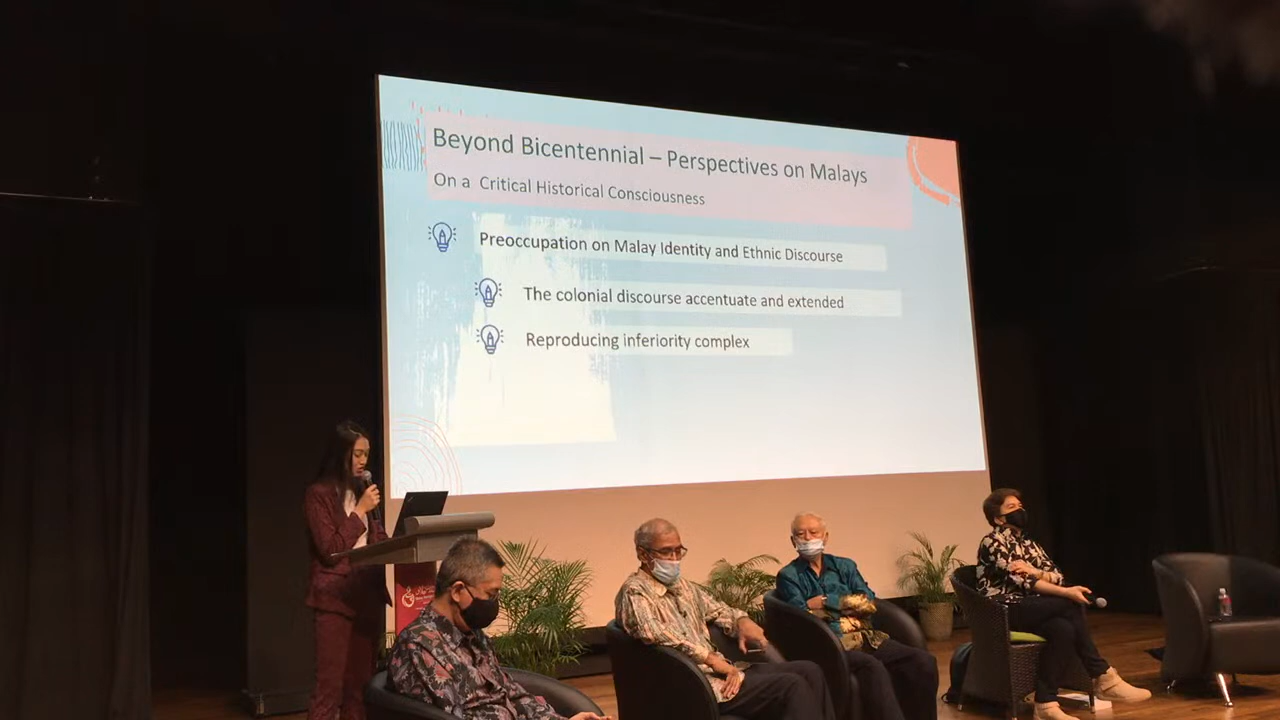 Beyond Bicentennial – Perspectives on Malays
On a Critical Historical Consciousness
Preoccupation on Malay Identity and Ethnic Discourse
The colonial discourse accentuate and extended
Reproducing inferiority complex